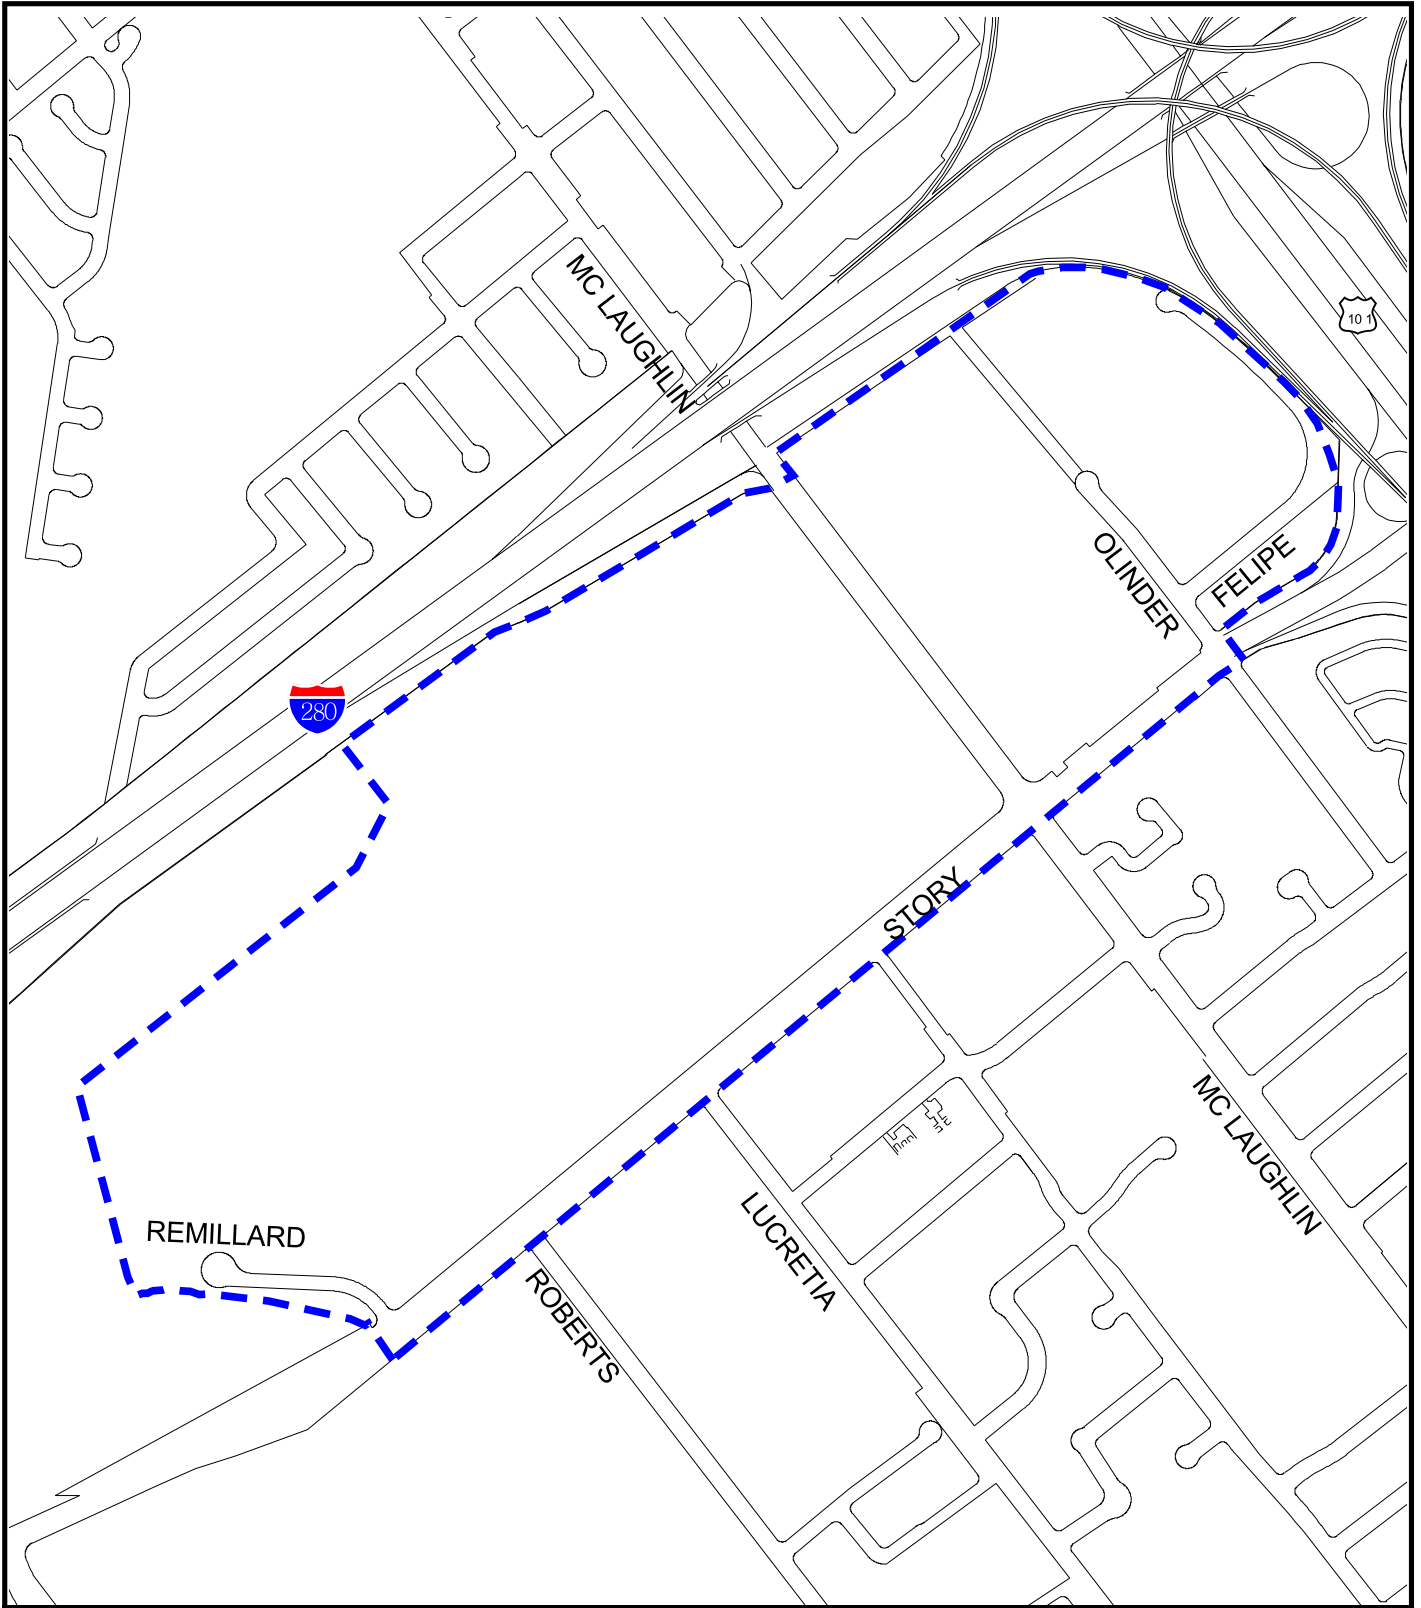 MC LAUGHLIN
10 1
OLINDER
FELIPE
280
STORY
MC LAUGHLIN
LUCRETIA
REMILLARD
ROBERTS